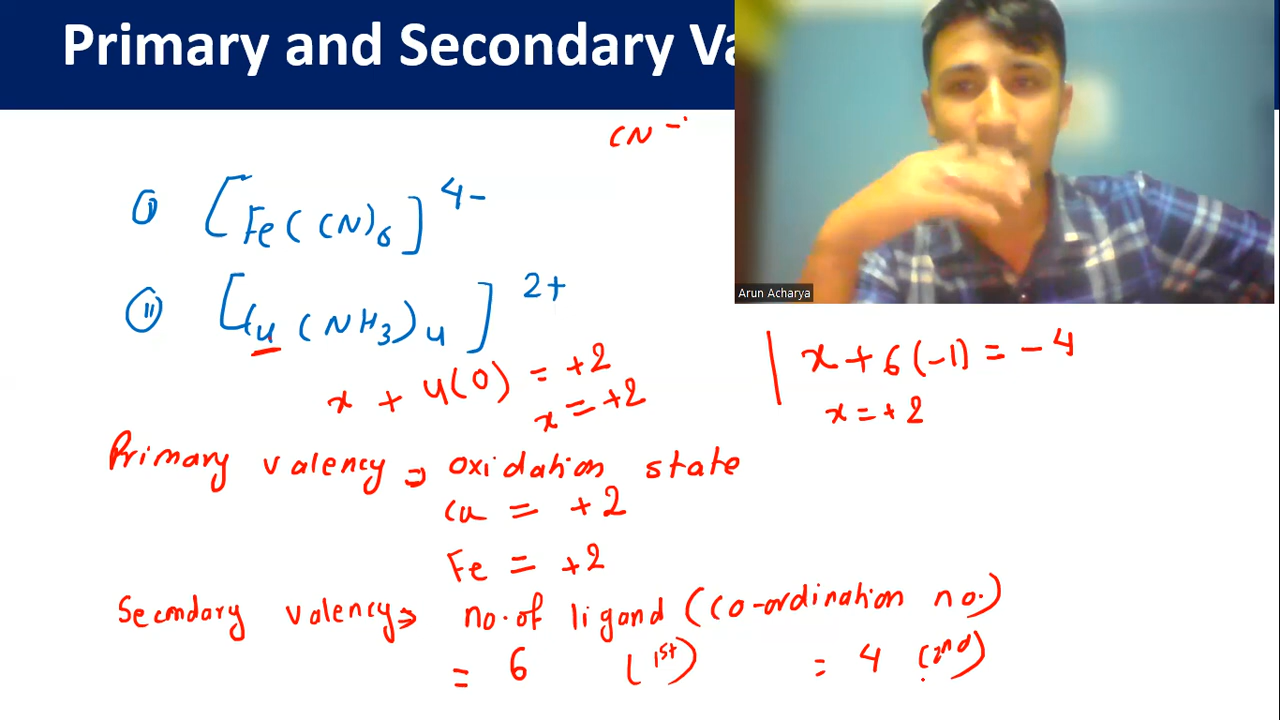 Primary and Secondary Va
CN -1
(i) [Fe(CN)6]4-
(ii) [Cu(NH3)4]2+
x + 4(0) = +2
x = +2
x + 6(-1) = -4
x = +2
Primary valency ⇒ oxidation state
Cu = +2
Fe = +2
Secondary valency ⇒ no. of ligand (co-ordination no.)
= 6 (1st) = 4 (2nd)
Arun Acharya